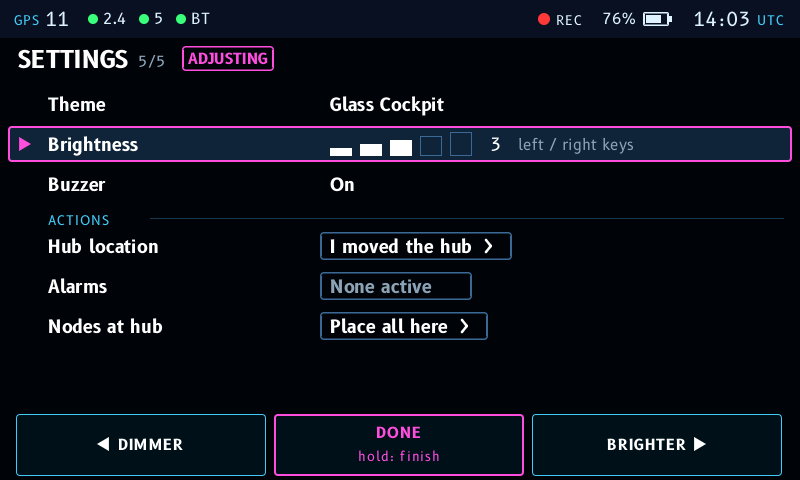 GPS 11 2.4 5 BT REC 76% 14:03 UTC
SETTINGS 5/5 ADJUSTING
Theme Glass Cockpit
Brightness 3 left / right keys
Buzzer On
ACTIONS
Hub location I moved the hub
Alarms None active
Nodes at hub Place all here
DIMMER DONE BRIGHTER
hold: finish